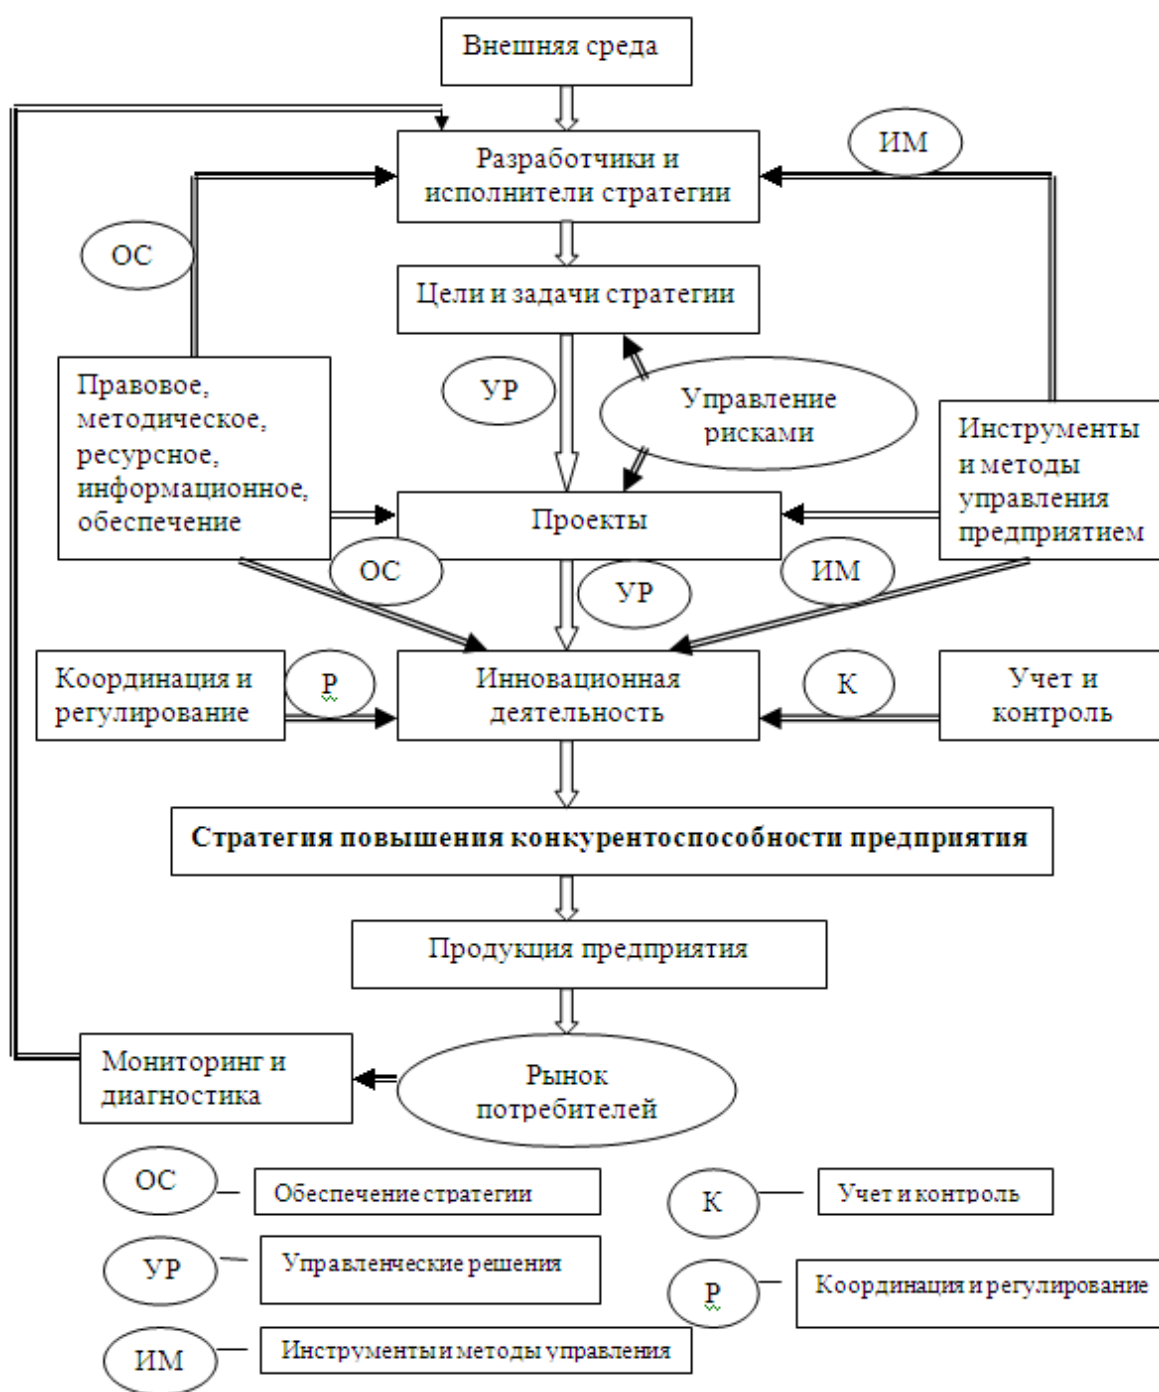 Внешняя среда
Разработчики и
исполнители стратегии
ИМ
ОС
Цели и задачи стратегии
Правовое,
методическое,
ресурсное,
информационное,
обеспечение
УР
Управление
рисками
Инструменты
и методы
управления
предприятием
Проекты
ОС
УР
ИМ
Координация и
регулирование
Р
Инновационная
деятельность
К
Учет и
контроль
Стратегия повышения конкурентоспособности предприятия
Продукция предприятия
Мониторинг и
диагностика
Рынок
потребителей
ОС
Обеспечение стратегии
К
Учет и контроль
УР
Управленческие решения
Р
Координация и регулирование
ИМ
Инструменты и методы управления